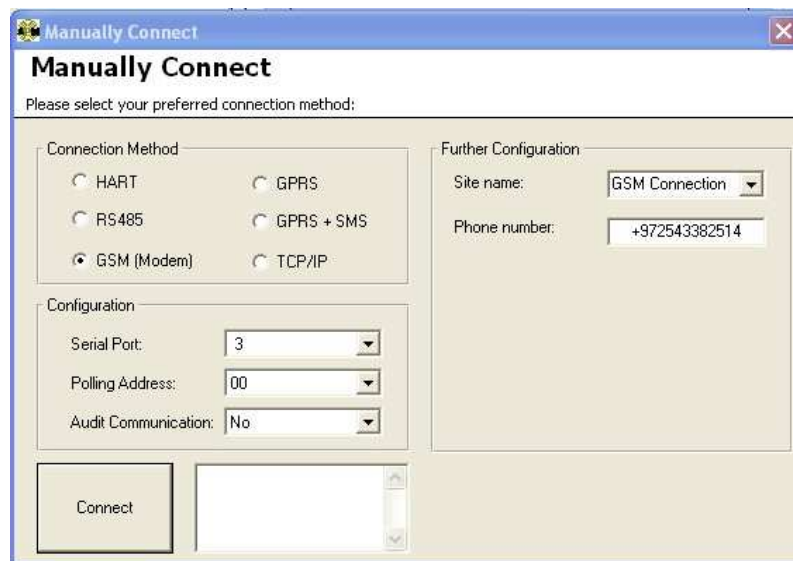 Manually Connect
Manually Connect
Please select your preferred connection method:
Connection Method
HART
GPRS
RS485
GPRS + SMS
GSM (Modem)
TCP/IP
Configuration
Serial Port: 3
Polling Address: 00
Audit Communication: No
Connect
Further Configuration
Site name: GSM Connection
Phone number: +972543382514